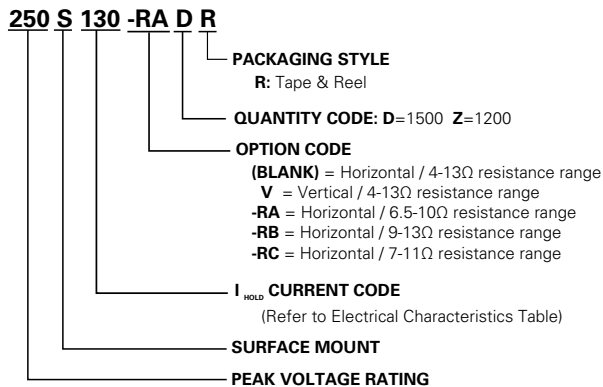 250 S 130 -RA D R
PACKAGING STYLE
R: Tape & Reel
QUANTITY CODE: D=1500 Z=1200
OPTION CODE
(BLANK) = Horizontal / 4-13Ω resistance range
V = Vertical / 4-13Ω resistance range
-RA = Horizontal / 6.5-10Ω resistance range
-RB = Horizontal / 9-13Ω resistance range
-RC = Horizontal / 7-11Ω resistance range
I HOLD CURRENT CODE
(Refer to Electrical Characteristics Table)
SURFACE MOUNT
PEAK VOLTAGE RATING